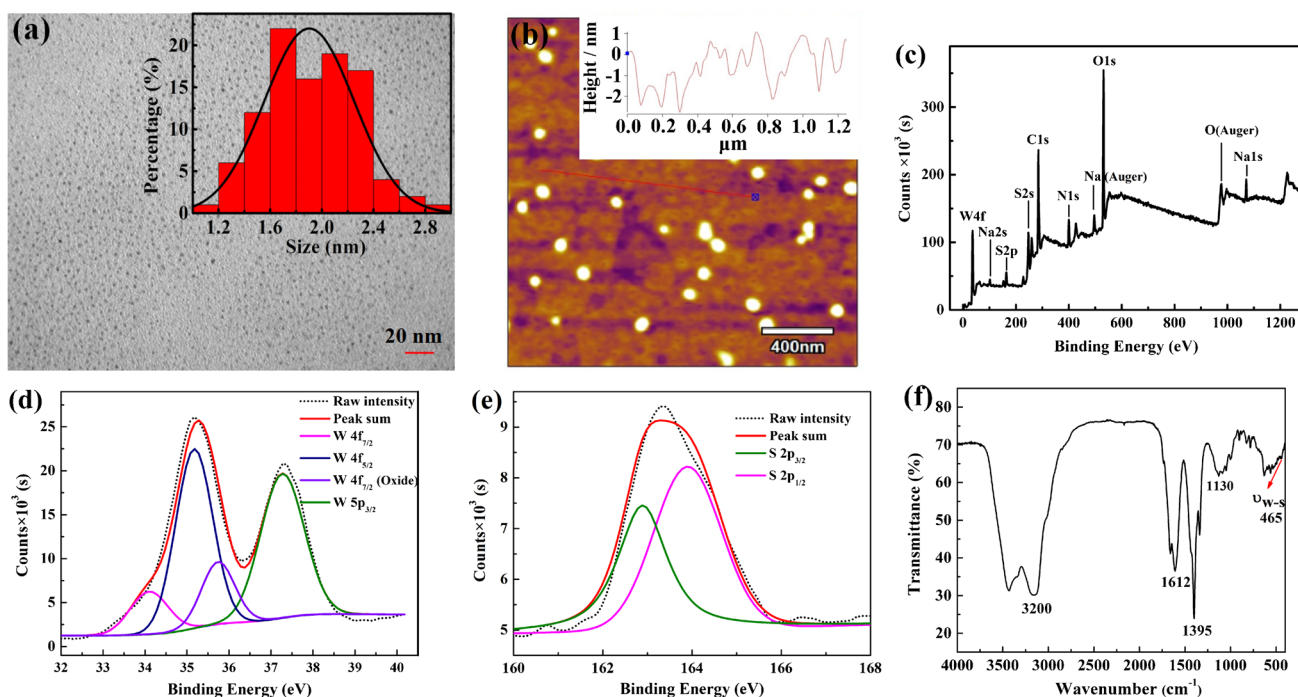 (a)
Percentage (%)
20
15
10
5
0
1.2
1.6
2.0
2.4
2.8
Size (nm)
20 nm
(b)
Height / nm
1
0
-1
-2
0.0
0.2
0.4
0.6
0.8
1.0
1.2
μm
400nm
(c)
Counts ×10³ (s)
300
200
100
0
W4f
Na2s
S2p
S2s
C1s
N1s
Na (Auger)
O1s
O(Auger)
Na1s
0
200
400
600
800
1000
1200
Binding Energy (eV)
(d)
Counts×10³ (s)
25
20
15
10
5
0
Raw intensity
Peak sum
W 4f7/2
W 4f5/2
W 4f7/2 (Oxide)
W 5p3/2
32
33
34
35
36
37
38
39
40
Binding Energy (eV)
(e)
Counts×10³ (s)
9
8
7
6
5
Raw intensity
Peak sum
S 2p3/2
S 2p1/2
160
162
164
166
168
Binding Energy (eV)
(f)
Transmittance (%)
80
70
60
50
40
30
20
3200
1612
1395
1130
υw-s
465
4000
3500
3000
2500
2000
1500
1000
500
Wavenumber (cm⁻¹)